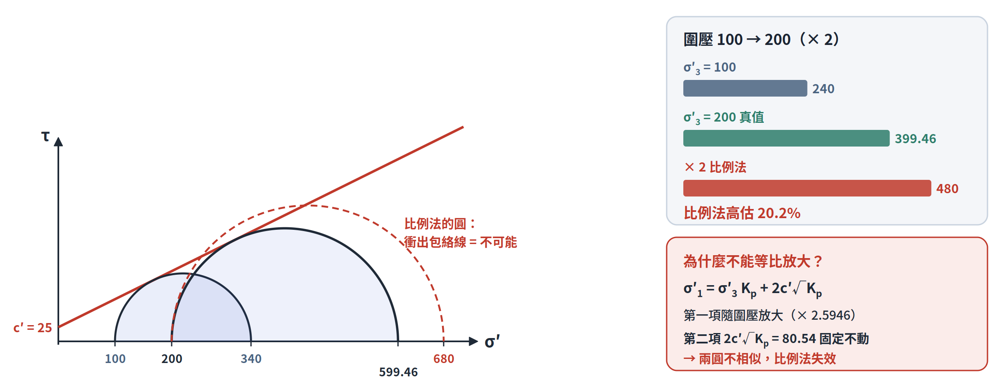 τ
c′ = 25
σ′
100
200
340
599.46
680
比例法的圓：
衝出包絡線 = 不可能
圍壓 100 → 200（× 2）
σ′₃ = 100
240
σ′₃ = 200 真值
399.46
× 2 比例法
480
比例法高估 20.2%
為什麼不能等比放大？
σ′₁ = σ′₃ Kₚ + 2c′√Kₚ
第一項隨圍壓放大（× 2.5946）
第二項 2c′√Kₚ = 80.54 固定不動
→ 兩圓不相似，比例法失效